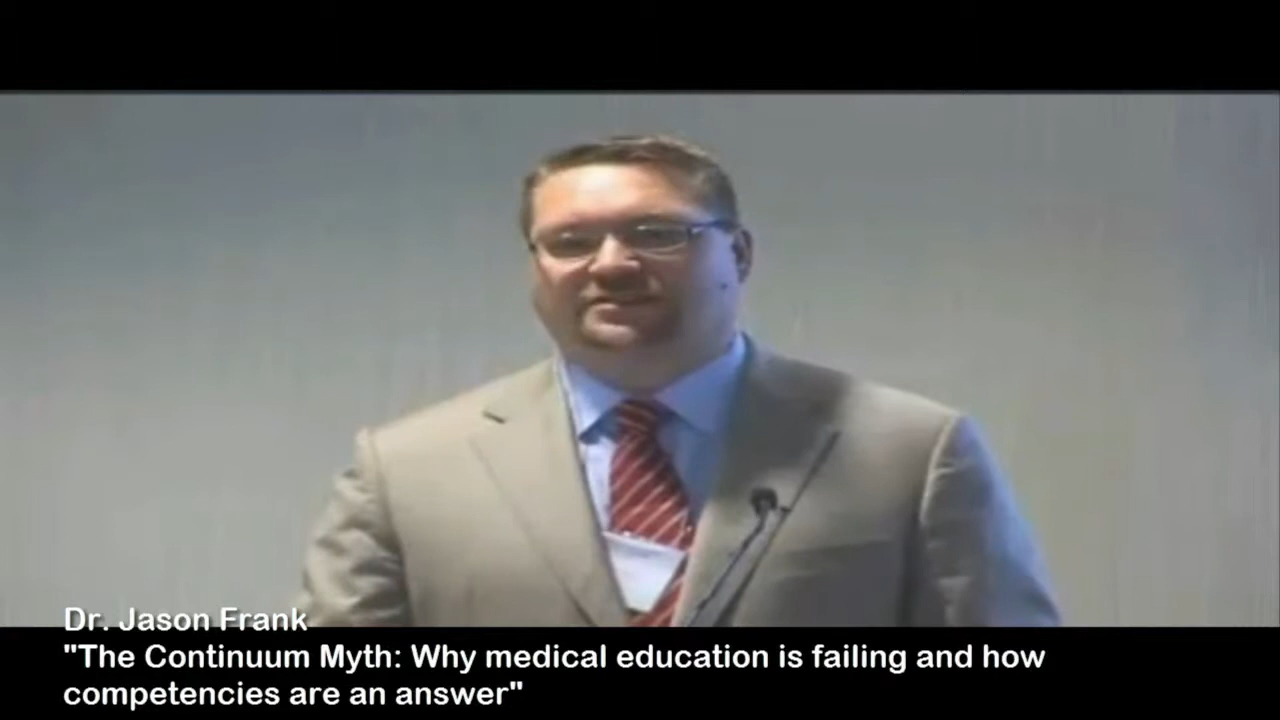 Dr. Jason Frank
"The Continuum Myth: Why medical education is failing and how
competencies are an answer"